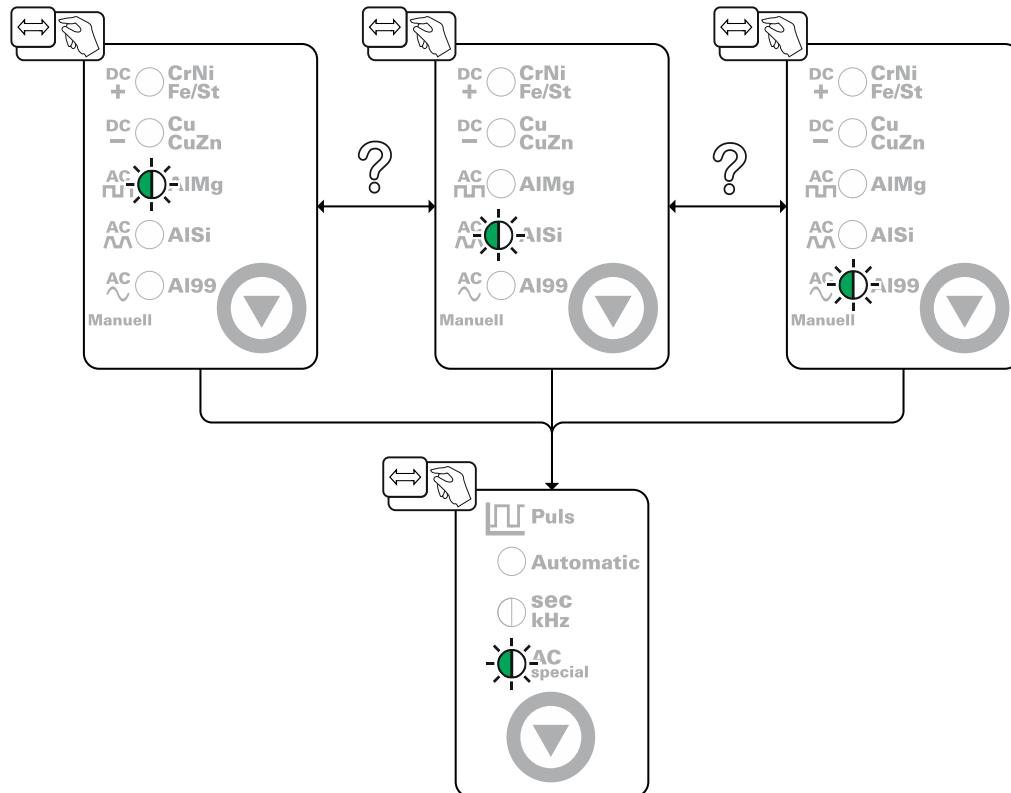 DC CrNi
+ Fe/St
DC Cu
– CuZn
AC AlMg
AC AlSi
AC Al99
Manuell
?
DC CrNi
+ Fe/St
DC Cu
– CuZn
AC AlMg
AC AlSi
AC Al99
Manuell
?
DC CrNi
+ Fe/St
DC Cu
– CuZn
AC AlMg
AC AlSi
AC Al99
Manuell
Puls
Automatic
sec
kHz
AC
special